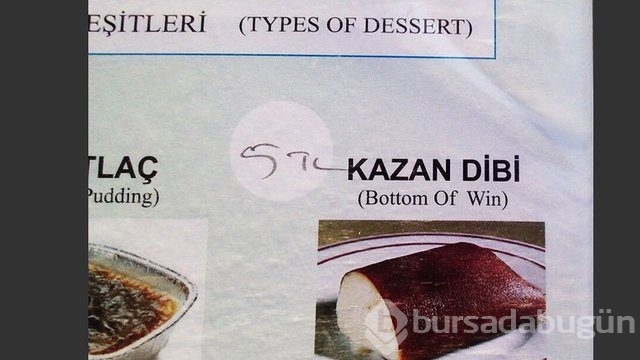 EŞİTLERİ (TYPES OF DESSERT)
TLAÇ
Pudding)
5 TL
KAZAN DİBİ
(Bottom Of Win)
bursadabugün